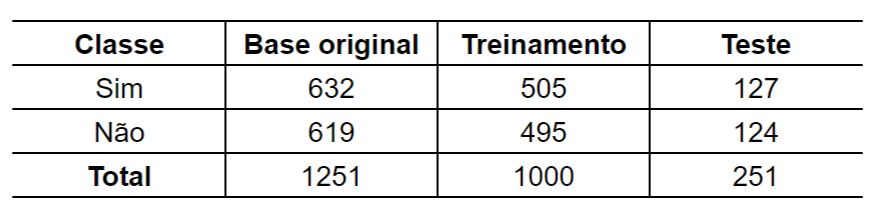 Classe Base original Treinamento Teste
Sim 632 505 127
Não 619 495 124
Total 1251 1000 251